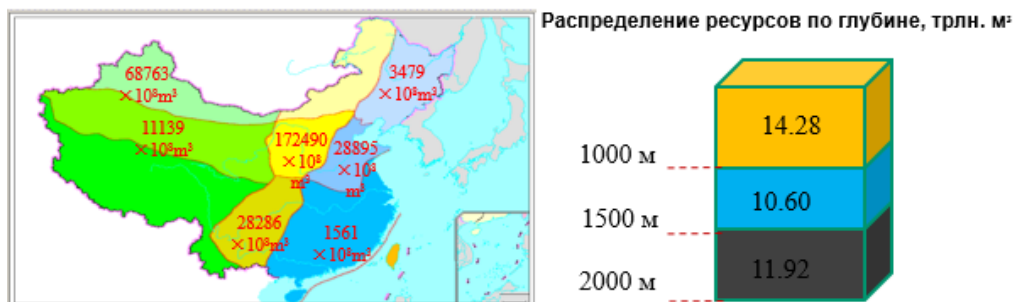 Распределение ресурсов по глубине, трлн. м³
68763
×10⁸m³
3479
×10⁸m³
11139
×10⁸m³
172490
×10⁸
m³
28895
×10⁸
m³
28286
×10⁸m³
1561
×10⁸m³
14.28
1000 м
10.60
1500 м
11.92
2000 м